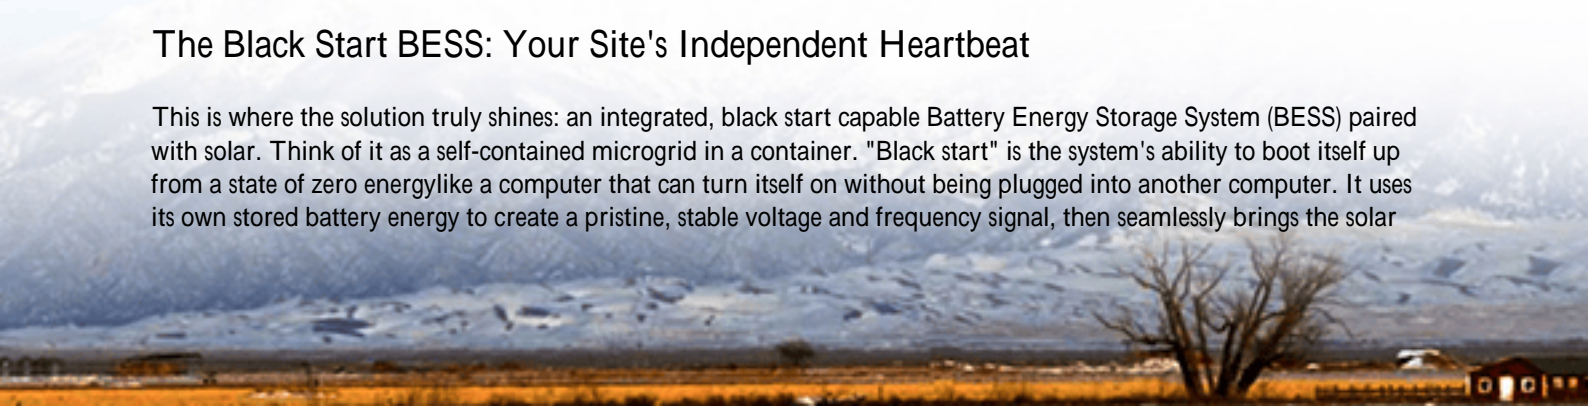 The Black Start BESS: Your Site's Independent Heartbeat
This is where the solution truly shines: an integrated, black start capable Battery Energy Storage System (BESS) paired
with solar. Think of it as a self-contained microgrid in a container. "Black start" is the system's ability to boot itself up
from a state of zero energylike a computer that can turn itself on without being plugged into another computer. It uses
its own stored battery energy to create a pristine, stable voltage and frequency signal, then seamlessly brings the solar